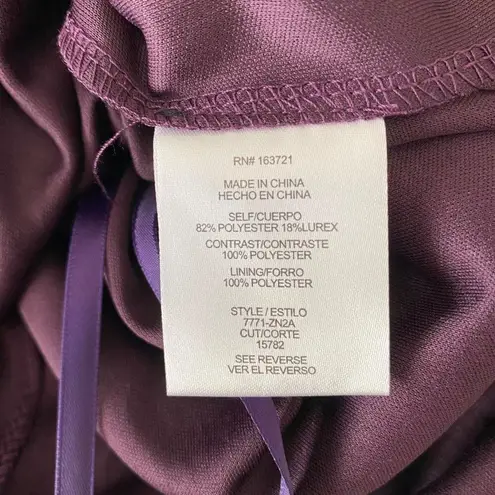 RN# 163721
MADE IN CHINA
HECHO EN CHINA
SELF/CUERPO
82% POLYESTER 18%LUREX
CONTRAST/CONTRASTE
100% POLYESTER
LINING/FORRO
100% POLYESTER
STYLE / ESTILO
7771-ZN2A
CUT/CORTE
15782
SEE REVERSE
VER EL REVERSO